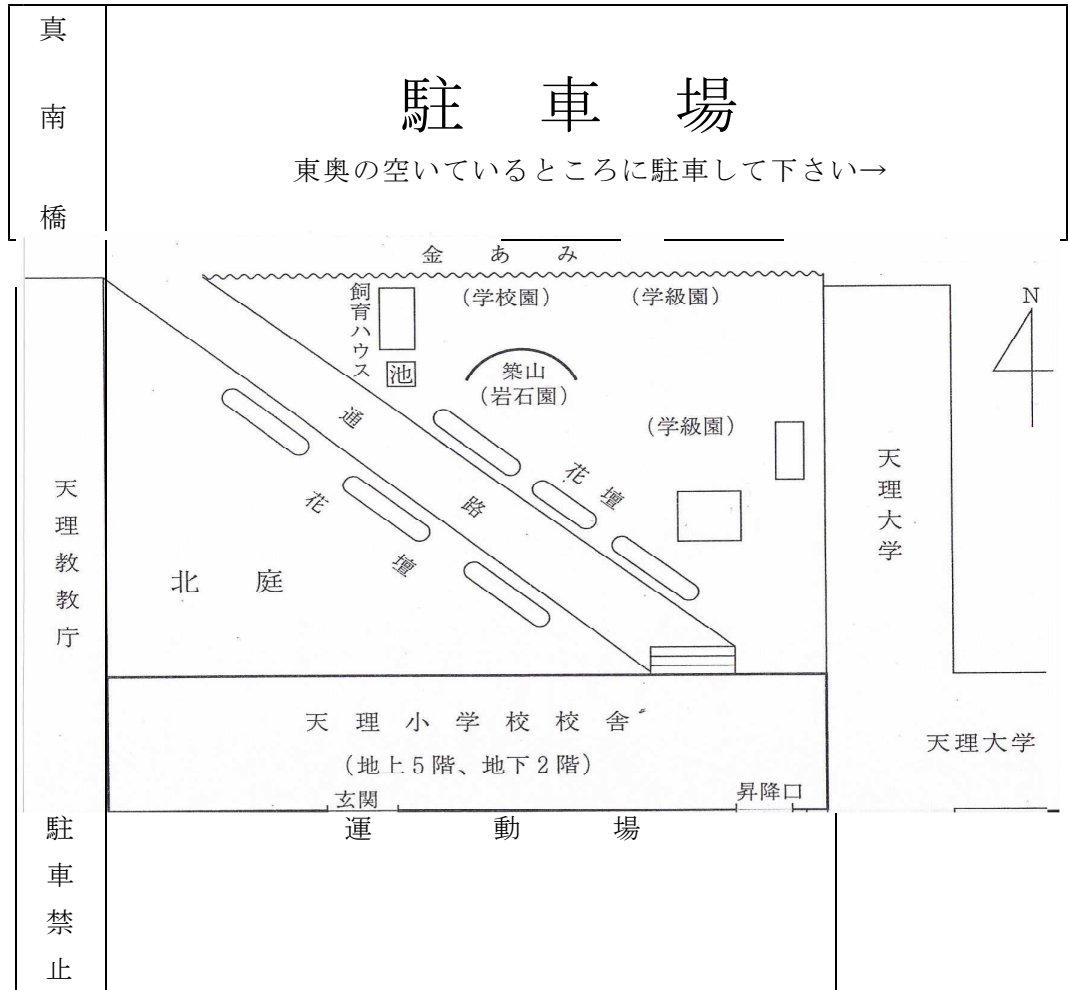 真南橋
駐車場
東奥の空いているところに駐車して下さい→
金あみ
飼育ハウス
(学校園)
(学級園)
N
池
築山
(岩石園)
通路
(学級園)
花壇
花壇
天理大学
天理教教庁
北庭
天理小学校校舎
(地上5階、地下2階)
天理大学
玄関
昇降口
運動場
駐車禁止